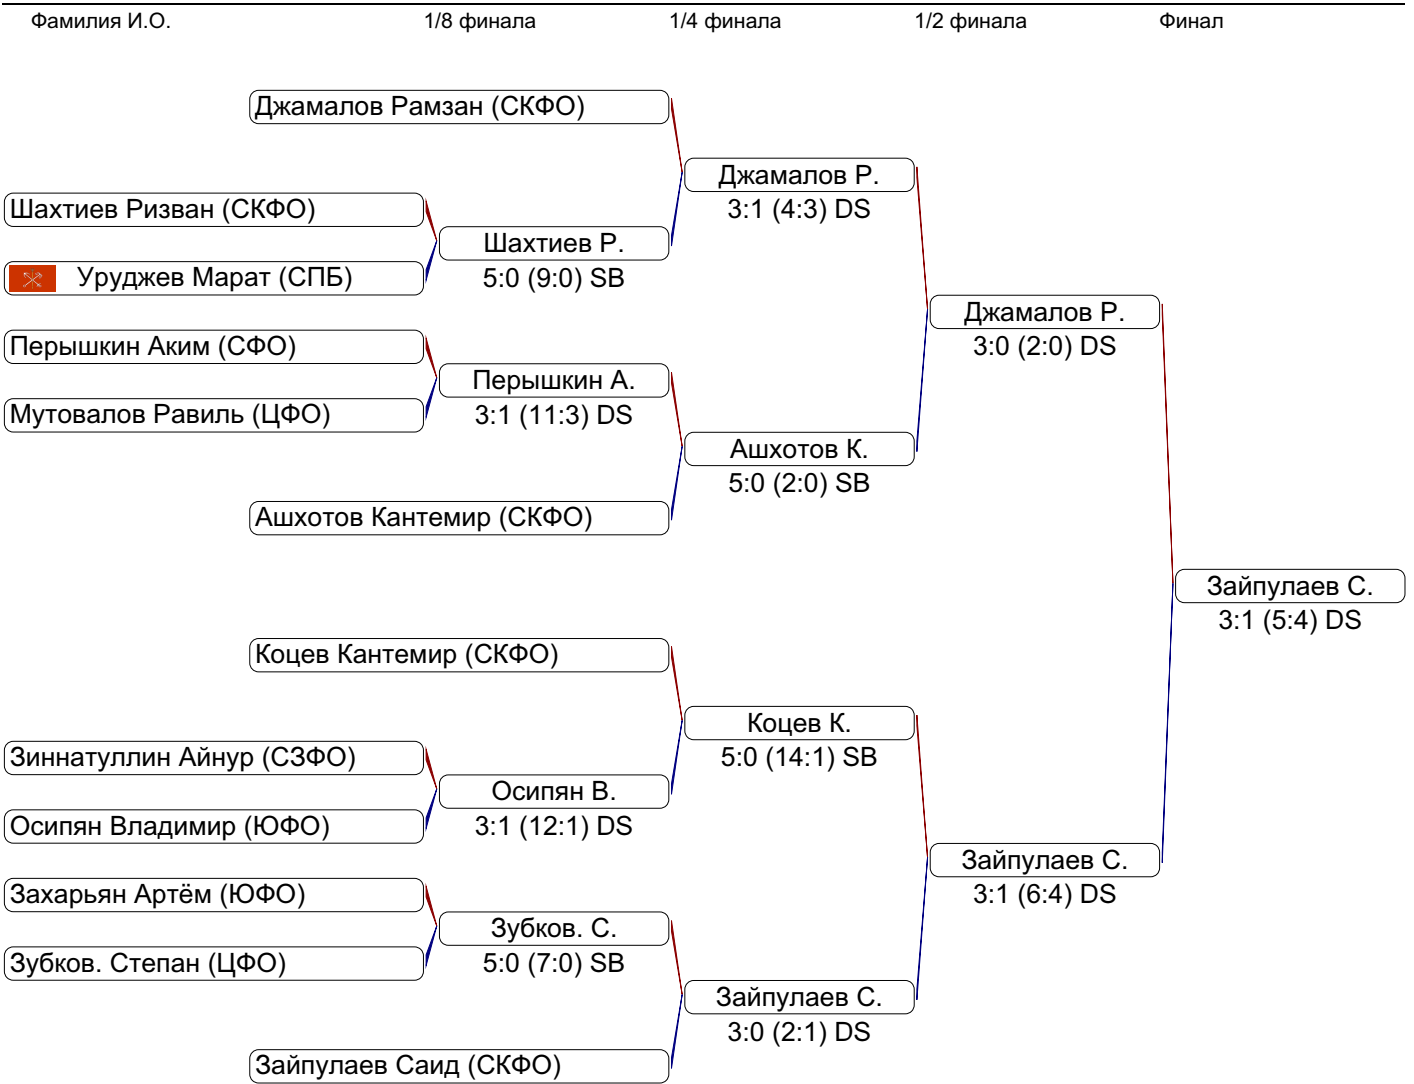 Фамилия И.О. 1/8 финала 1/4 финала 1/2 финала Финал
Джамалов Рамзан (СКФО)
Джамалов Р.
Шахтиев Ризван (СКФО) 3:1 (4:3) DS
Шахтиев Р.
Уруджев Марат (СПБ) 5:0 (9:0) SB
Джамалов Р.
Перышкин Аким (СФО) 3:0 (2:0) DS
Перышкин А.
Мутовалов Равиль (ЦФО) 3:1 (11:3) DS
Ашхотов К.
5:0 (2:0) SB
Ашхотов Кантемир (СКФО)
Зайпулаев С.
3:1 (5:4) DS
Коцев Кантемир (СКФО)
Коцев К.
Зиннатуллин Айнур (СЗФО) 5:0 (14:1) SB
Осипян В.
Осипян Владимир (ЮФО) 3:1 (12:1) DS
Зайпулаев С.
Захарьян Артём (ЮФО) 3:1 (6:4) DS
Зубков. С.
Зубков. Степан (ЦФО) 5:0 (7:0) SB
Зайпулаев С.
3:0 (2:1) DS
Зайпулаев Саид (СКФО)